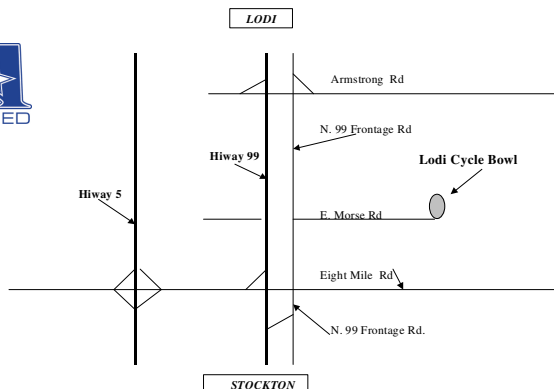 LODI
Armstrong Rd
ED
N. 99 Frontage Rd
Hiway 99
Lodi Cycle Bowl
Hiway 5
E. Morse Rd
Eight Mile Rd
N. 99 Frontage Rd.
STOCKTON